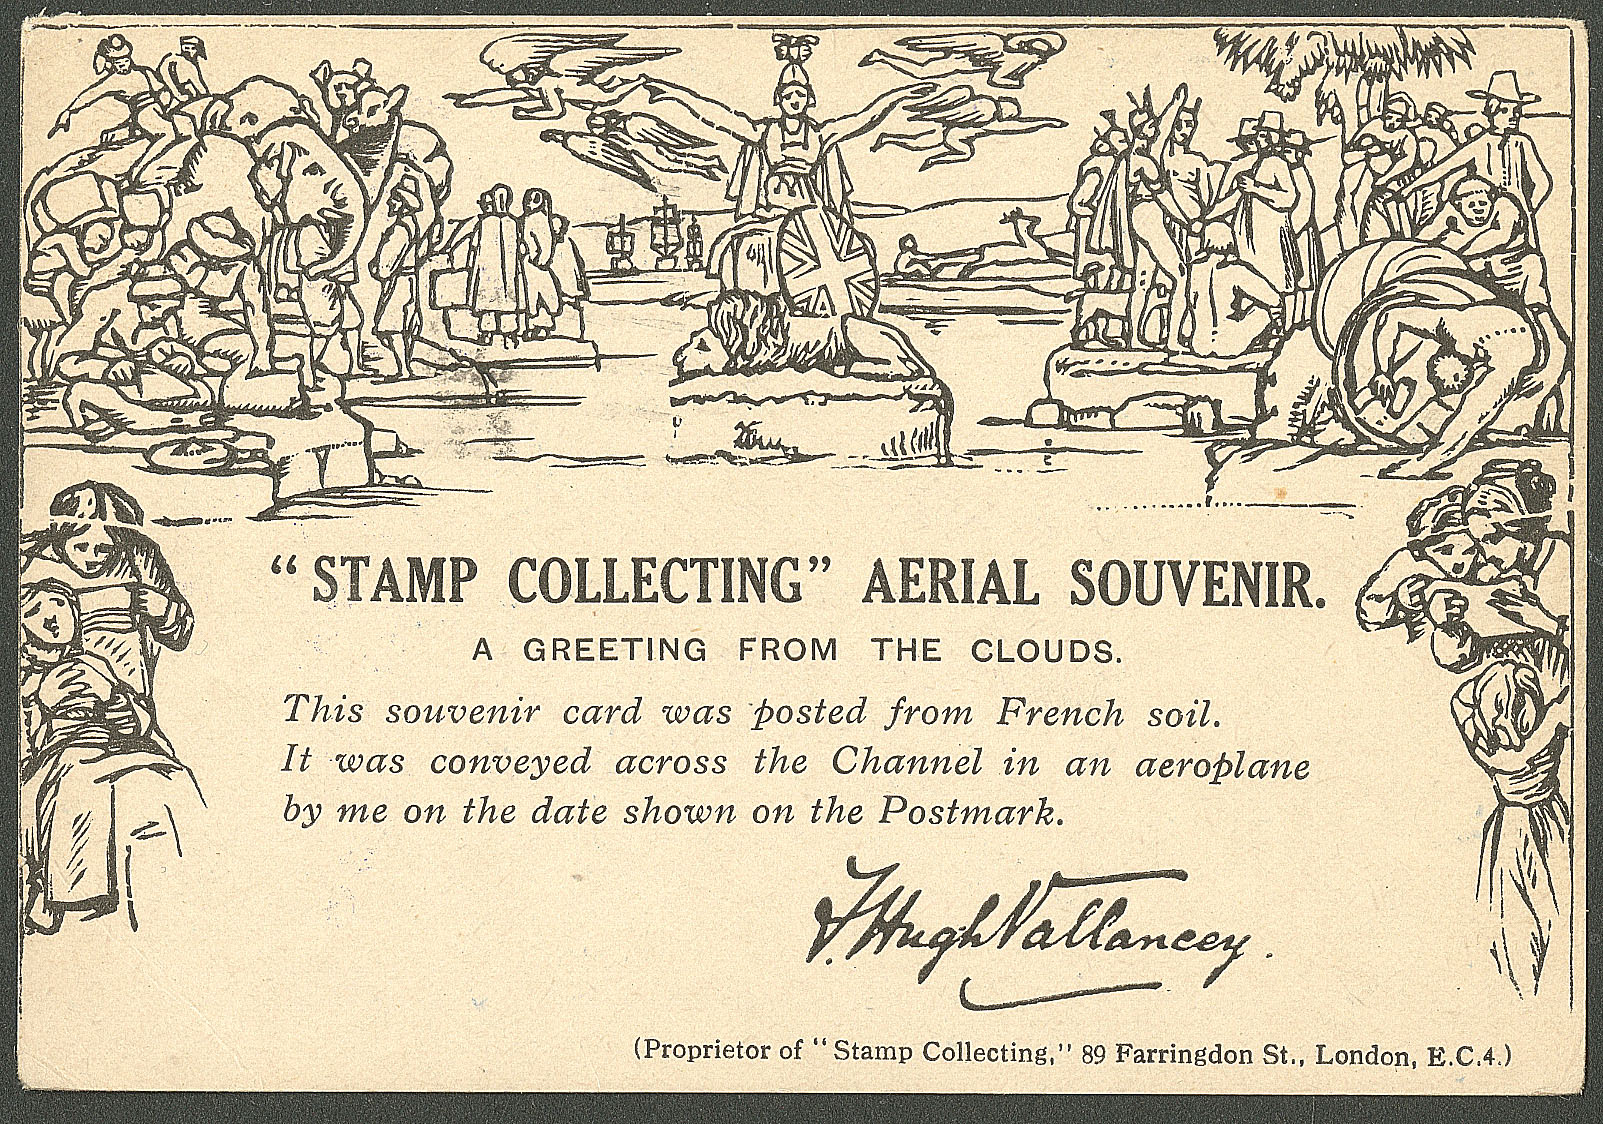 “STAMP COLLECTING” AERIAL SOUVENIR.
A GREETING FROM THE CLOUDS.
This souvenir card was posted from French soil.
It was conveyed across the Channel in an aeroplane
by me on the date shown on the Postmark.
F. Hugh Vallancey.
(Proprietor of “Stamp Collecting,” 89 Farringdon St., London, E.C.4.)